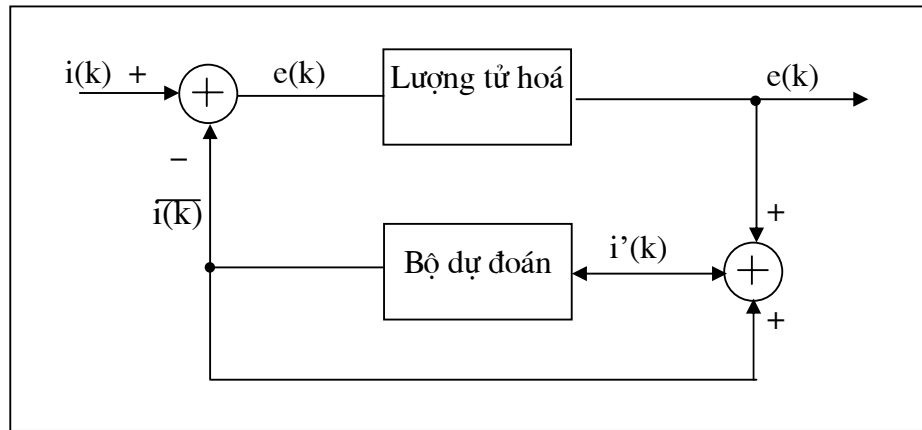 i(k) +
e(k)
Lượng tử hoá
e(k)
−
i(k)
+
Bộ dự đoán
i’(k)
+